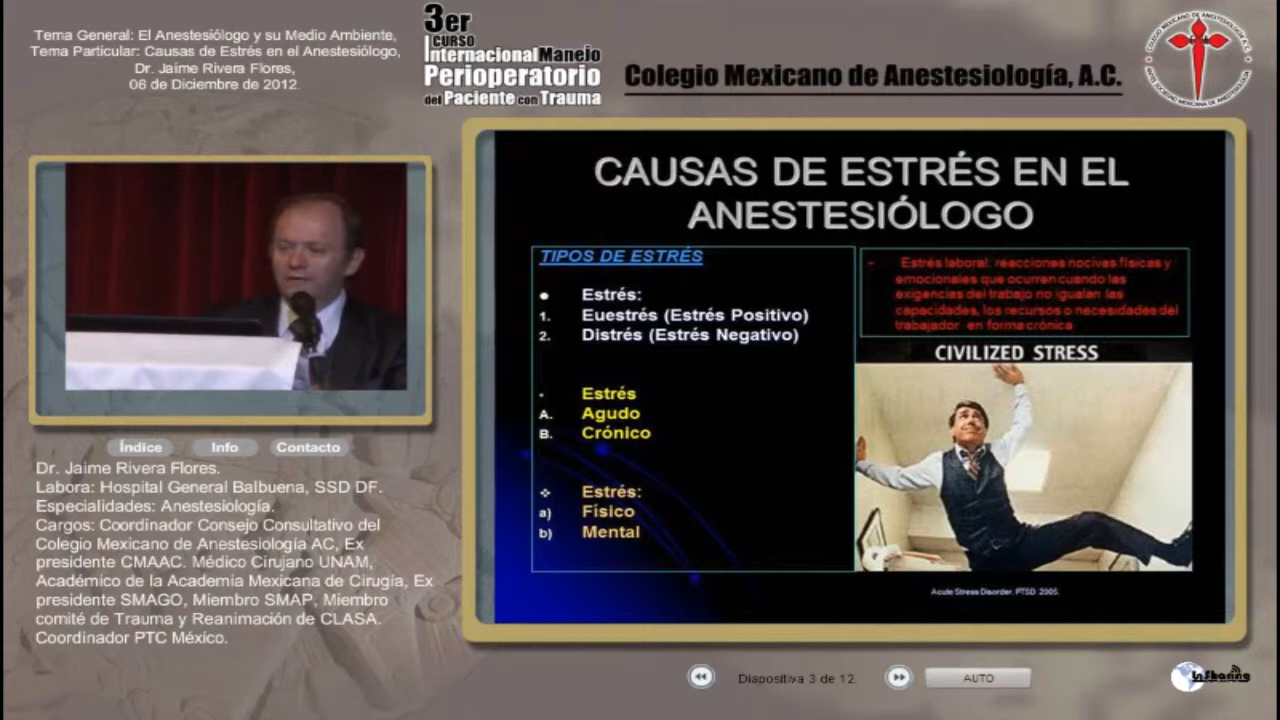 Tema General: El Anestesiólogo y su Medio Ambiente,
Tema Particular: Causas de Estrés en el Anestesiólogo,
Dr. Jaime Rivera Flores,
06 de Diciembre de 2012.
3er
CURSO
Internacional Manejo
Perioperatorio
del Paciente con Trauma
Colegio Mexicano de Anestesiología, A.C.
CAUSAS DE ESTRÉS EN EL
ANESTESIÓLOGO
TIPOS DE ESTRÉS
• Estrés:
1. Euestrés (Estrés Positivo)
2. Distrés (Estrés Negativo)
• Estrés
A. Agudo
B. Crónico
❖ Estrés:
a) Físico
b) Mental
– Estrés laboral: reacciones nocivas físicas y
emocionales que ocurren cuando las
exigencias del trabajo no igualan las
capacidades, los recursos o necesidades del
trabajador en forma crónica
CIVILIZED STRESS
Acute Stress Disorder. PTSD. 2005.
Índice Info Contacto
Dr. Jaime Rivera Flores.
Labora: Hospital General Balbuena, SSD DF.
Especialidades: Anestesiología.
Cargos: Coordinador Consejo Consultativo del
Colegio Mexicano de Anestesiología AC, Ex
presidente CMAAC. Médico Cirujano UNAM,
Académico de la Academia Mexicana de Cirugía, Ex
presidente SMAGO, Miembro SMAP, Miembro
comité de Trauma y Reanimación de CLASA.
Coordinador PTC México.
Diapositiva 3 de 12.
AUTO
InSharing